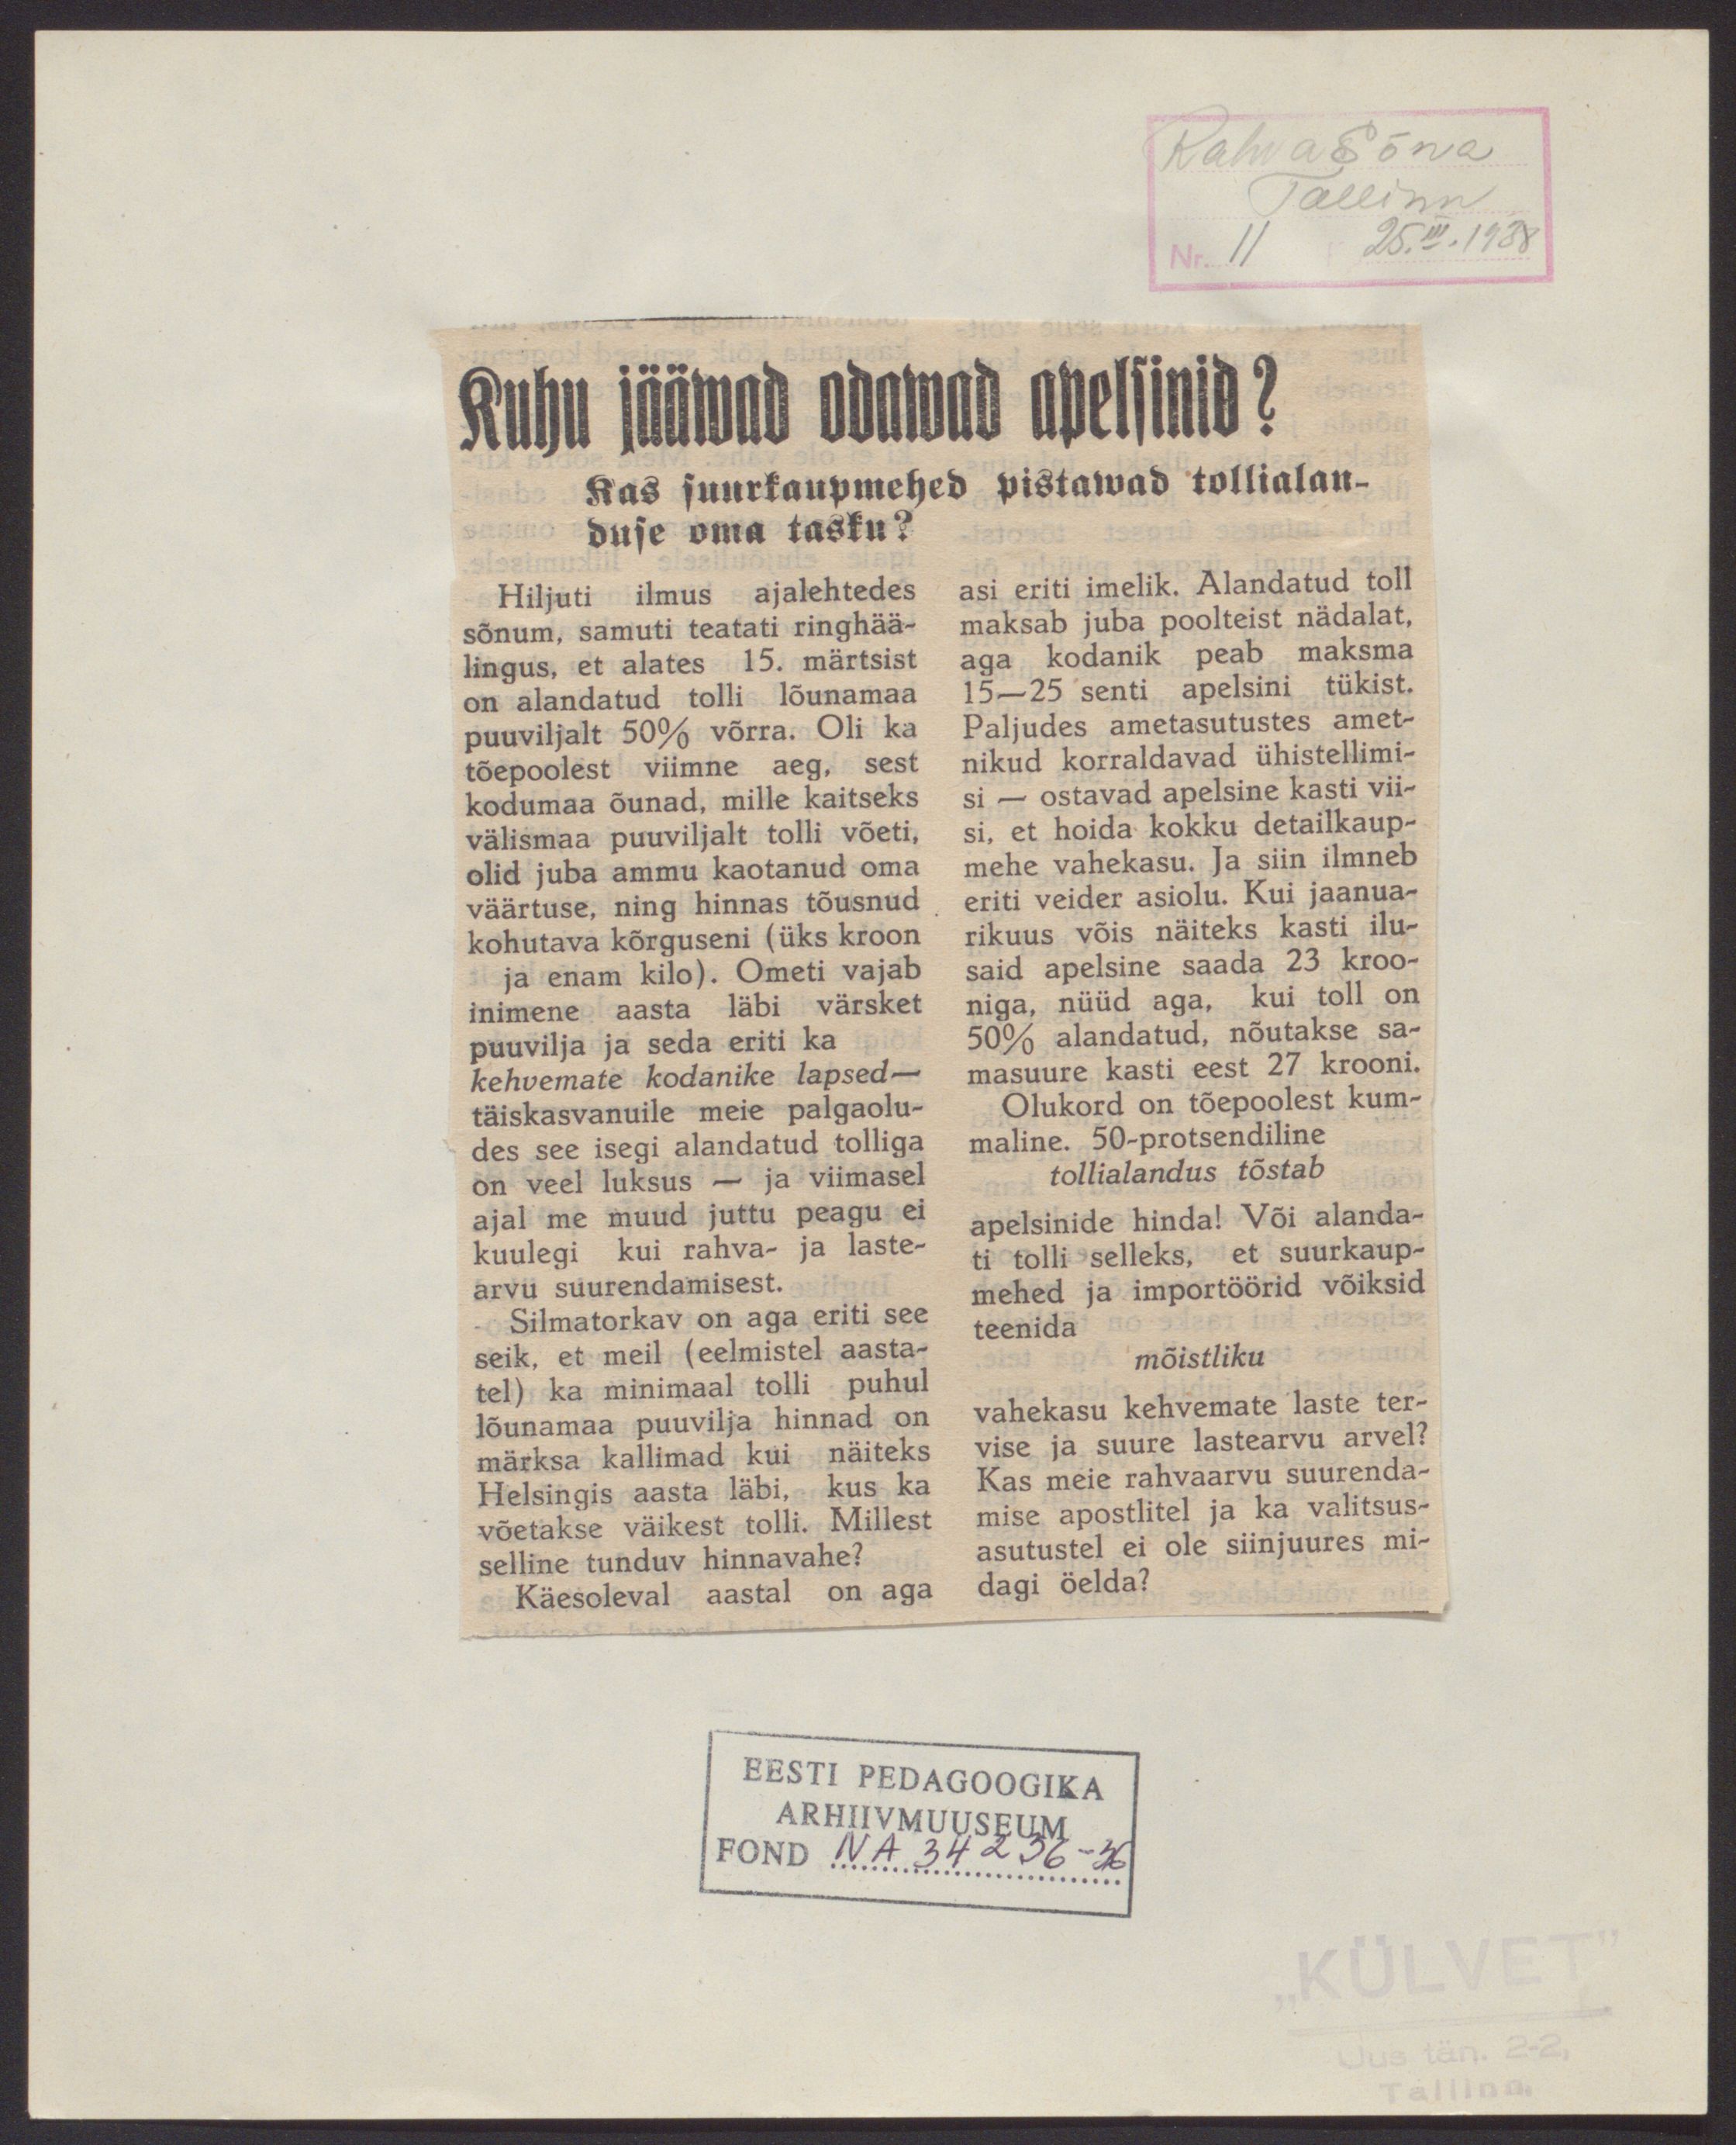 Rahva Sõna
Tallinn
Nr. 11 25.III.1938
Kuhu jääwad odawad apelsinid?
Kas suurkaupmehed pistawad tollialan-
duse oma tasku?
Hiljuti ilmus ajalehtedes
sõnum, samuti teatati ringhää-
lingus, et alates 15. märtsist
on alandatud tolli lõunamaa
puuviljalt 50% võrra. Oli ka
tõepoolest viimne aeg, sest
kodumaa õunad, mille kaitseks
välismaa puuviljalt tolli võeti,
olid juba ammu kaotanud oma
väärtuse, ning hinnas tõusnud
kohutava kõrguseni (üks kroon
ja enam kilo). Ometi vajab
inimene aasta läbi värsket
puuvilja ja seda eriti ka
kehvemate kodanike lapsed—
täiskasvanuile meie palgaolu-
des see isegi alandatud tolliga
on veel luksus — ja viimasel
ajal me muud juttu peagu ei
kuulegi kui rahva- ja laste-
arvu suurendamisest.
Silmatorkav on aga eriti see
seik, et meil (eelmistel aasta-
tel) ka minimaal tolli puhul
lõunamaa puuvilja hinnad on
märksa kallimad kui näiteks
Helsingis aasta läbi, kus ka
võetakse väikest tolli. Millest
selline tunduv hinnavahe?
Käesoleval aastal on aga
asi eriti imelik. Alandatud toll
maksab juba poolteist nädalat,
aga kodanik peab maksma
15—25 senti apelsini tükist.
Paljudes ametasutustes amet-
nikud korraldavad ühistellimi-
si — ostavad apelsine kasti vii-
si, et hoida kokku detailkaup-
mehe vahekasu. Ja siin ilmneb
eriti veider asiolu. Kui jaanua-
rikuus võis näiteks kasti ilu-
said apelsine saada 23 kroo-
niga, nüüd aga, kui toll on
50% alandatud, nõutakse sa-
masuure kasti eest 27 krooni.
Olukord on tõepoolest kum-
maline. 50-protsendiline
tollialandus tõstab
apelsinide hinda! Või alanda-
ti tolli selleks, et suurkaup-
mehed ja importöörid võiksid
teenida
mõistliku
vahekasu kehvemate laste ter-
vise ja suure lastearvu arvel?
Kas meie rahvaarvu suurenda-
mise apostlitel ja ka valitsus-
asutustel ei ole siinjuures mi-
dagi öelda?
EESTI PEDAGOOGIKA
ARHIIVMUUSEUM
FOND NA 34236-36
„KÜLVET"
Uus tän. 2-2,
Tallinn.